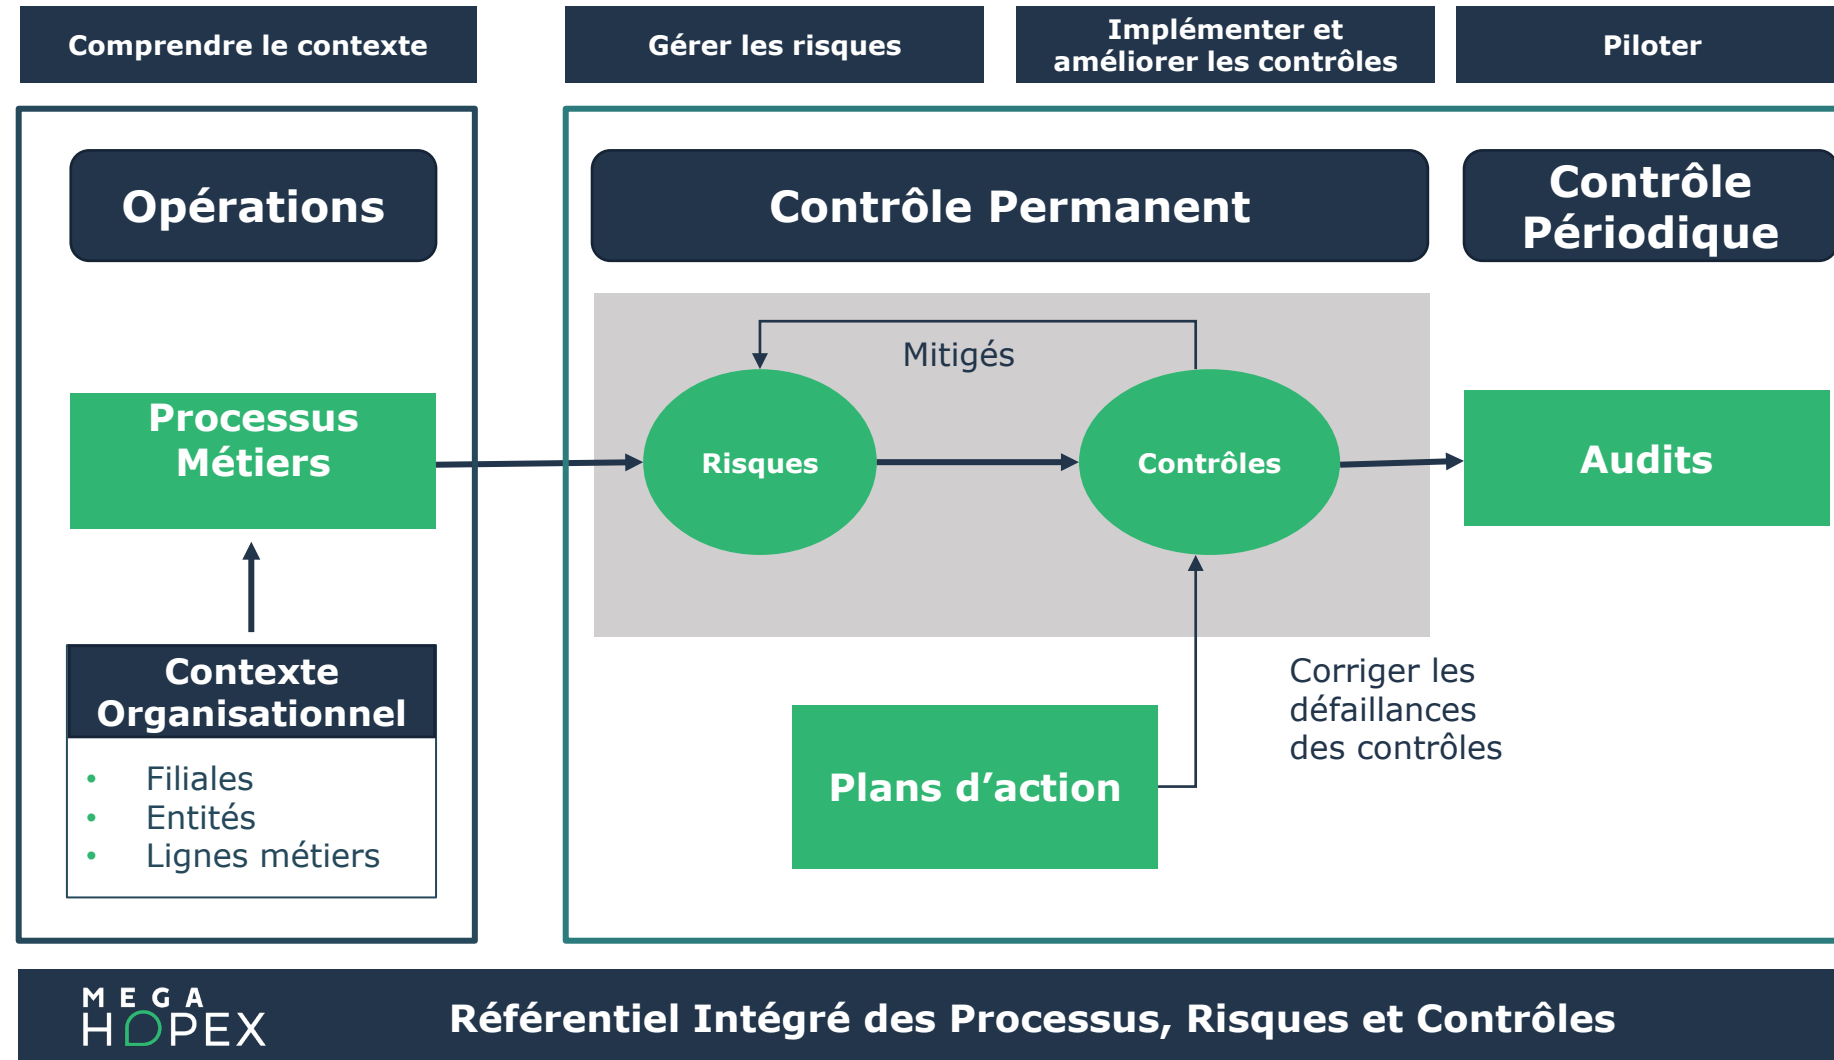 Comprendre le contexte
Gérer les risques
Implémenter et
améliorer les contrôles
Piloter
Opérations
Contrôle Permanent
Contrôle
Périodique
Mitigés
Processus
Métiers
Risques
Contrôles
Audits
Contexte
Organisationnel
• Filiales
• Entités
• Lignes métiers
Plans d’action
Corriger les
défaillances
des contrôles
MEGA
HOPEX
Référentiel Intégré des Processus, Risques et Contrôles